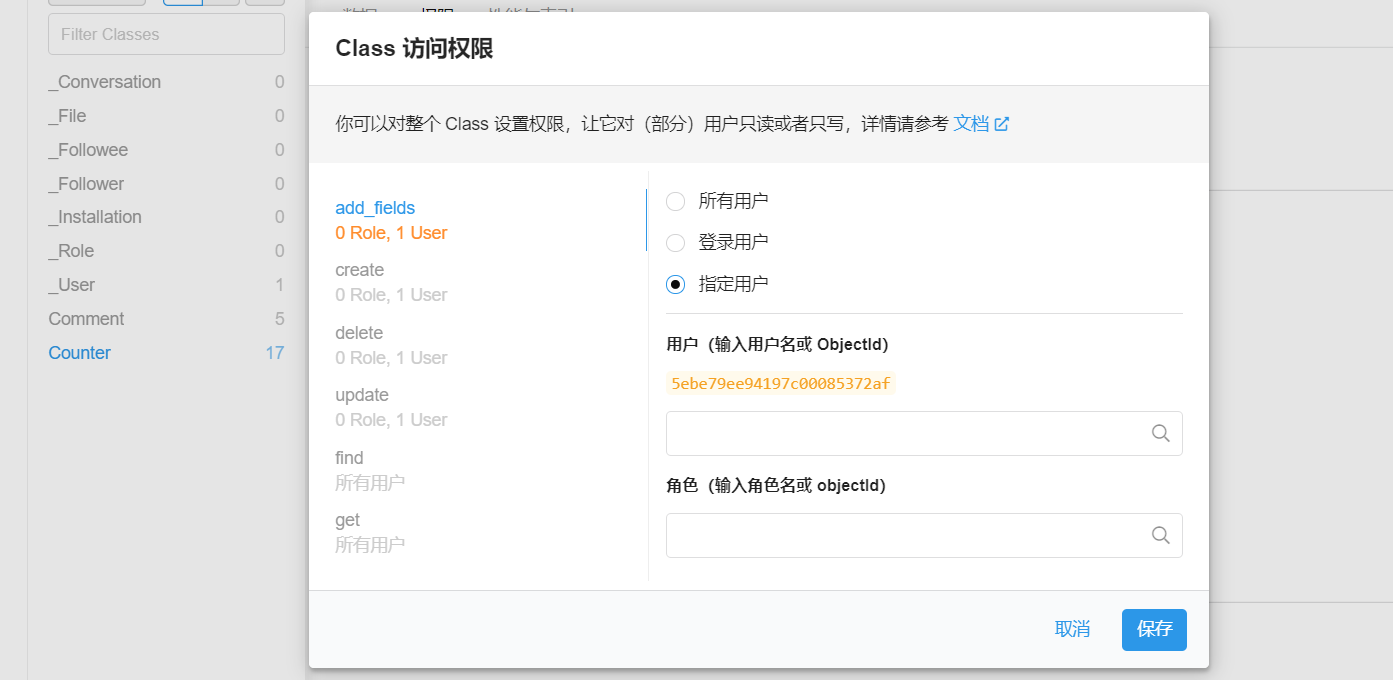 Filter Classes
_Conversation 0
_File 0
_Followee 0
_Follower 0
_Installation 0
_Role 0
_User 1
Comment 5
Counter 17
Class 访问权限
你可以对整个 Class 设置权限，让它对（部分）用户只读或者只写，详情请参考 文档
add_fields
0 Role, 1 User
create
0 Role, 1 User
delete
0 Role, 1 User
update
0 Role, 1 User
find
所有用户
get
所有用户
所有用户
登录用户
指定用户
用户（输入用户名或 ObjectId）
5ebe79ee94197c00085372af
角色（输入角色名或 objectId）
取消 保存